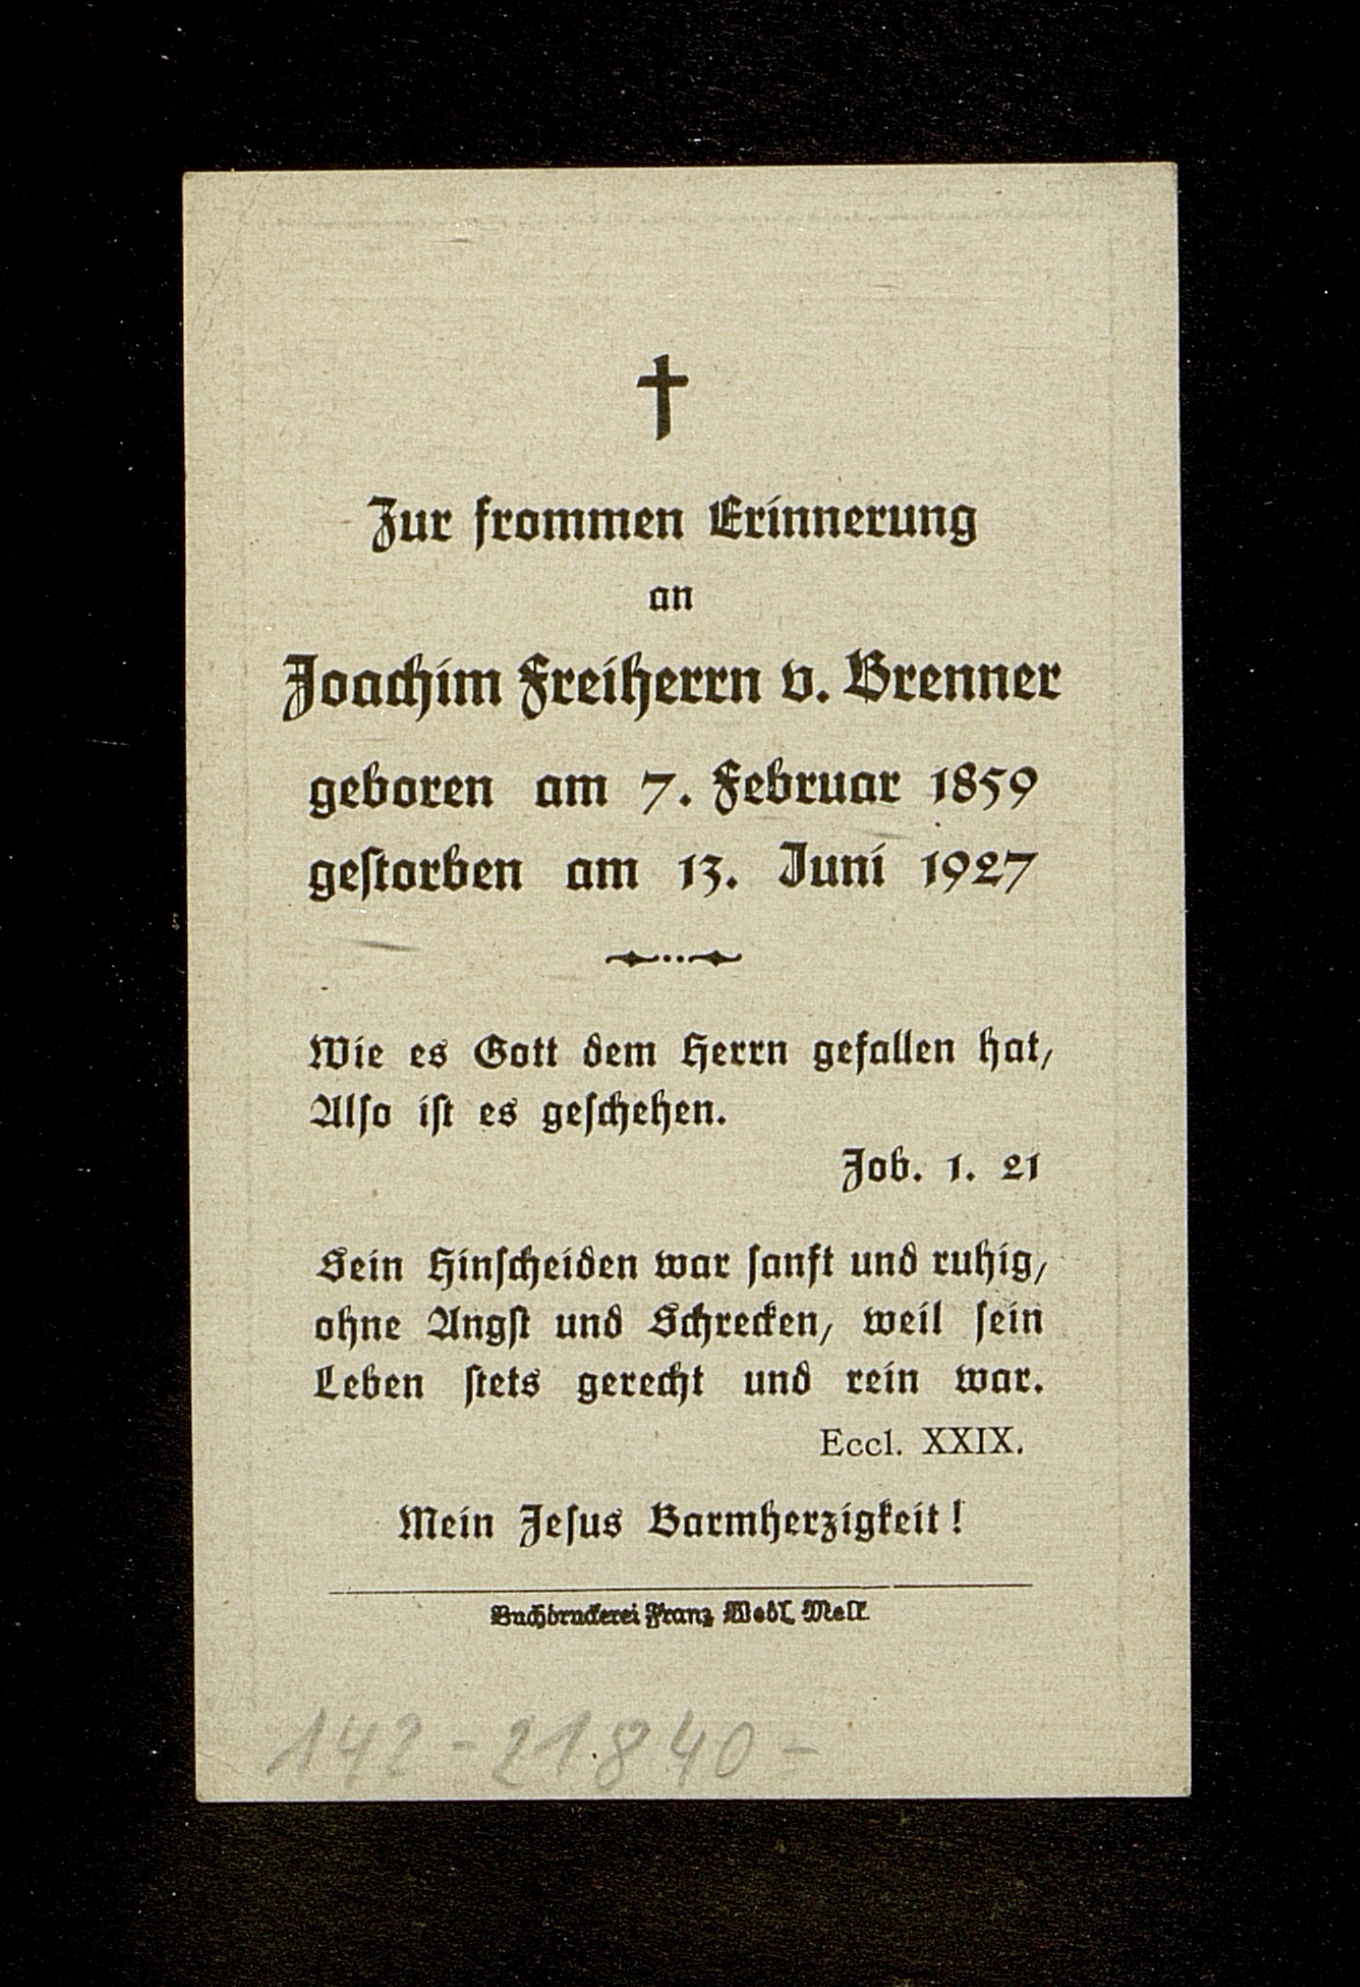 Zur frommen Erinnerung
an
Joachim Freiherrn v. Brenner
geboren am 7. Februar 1859
gestorben am 13. Juni 1927
Wie es Gott dem Herrn gefallen hat,
Also ist es geschehen.
Job. 1. 21
Sein Hinscheiden war sanft und ruhig,
ohne Angst und Schrecken, weil sein
Leben stets gerecht und rein war.
Eccl. XXIX.
Mein Jesus Barmherzigkeit!
Buchdruckerei Franz Wedl, Melk
142-21840-